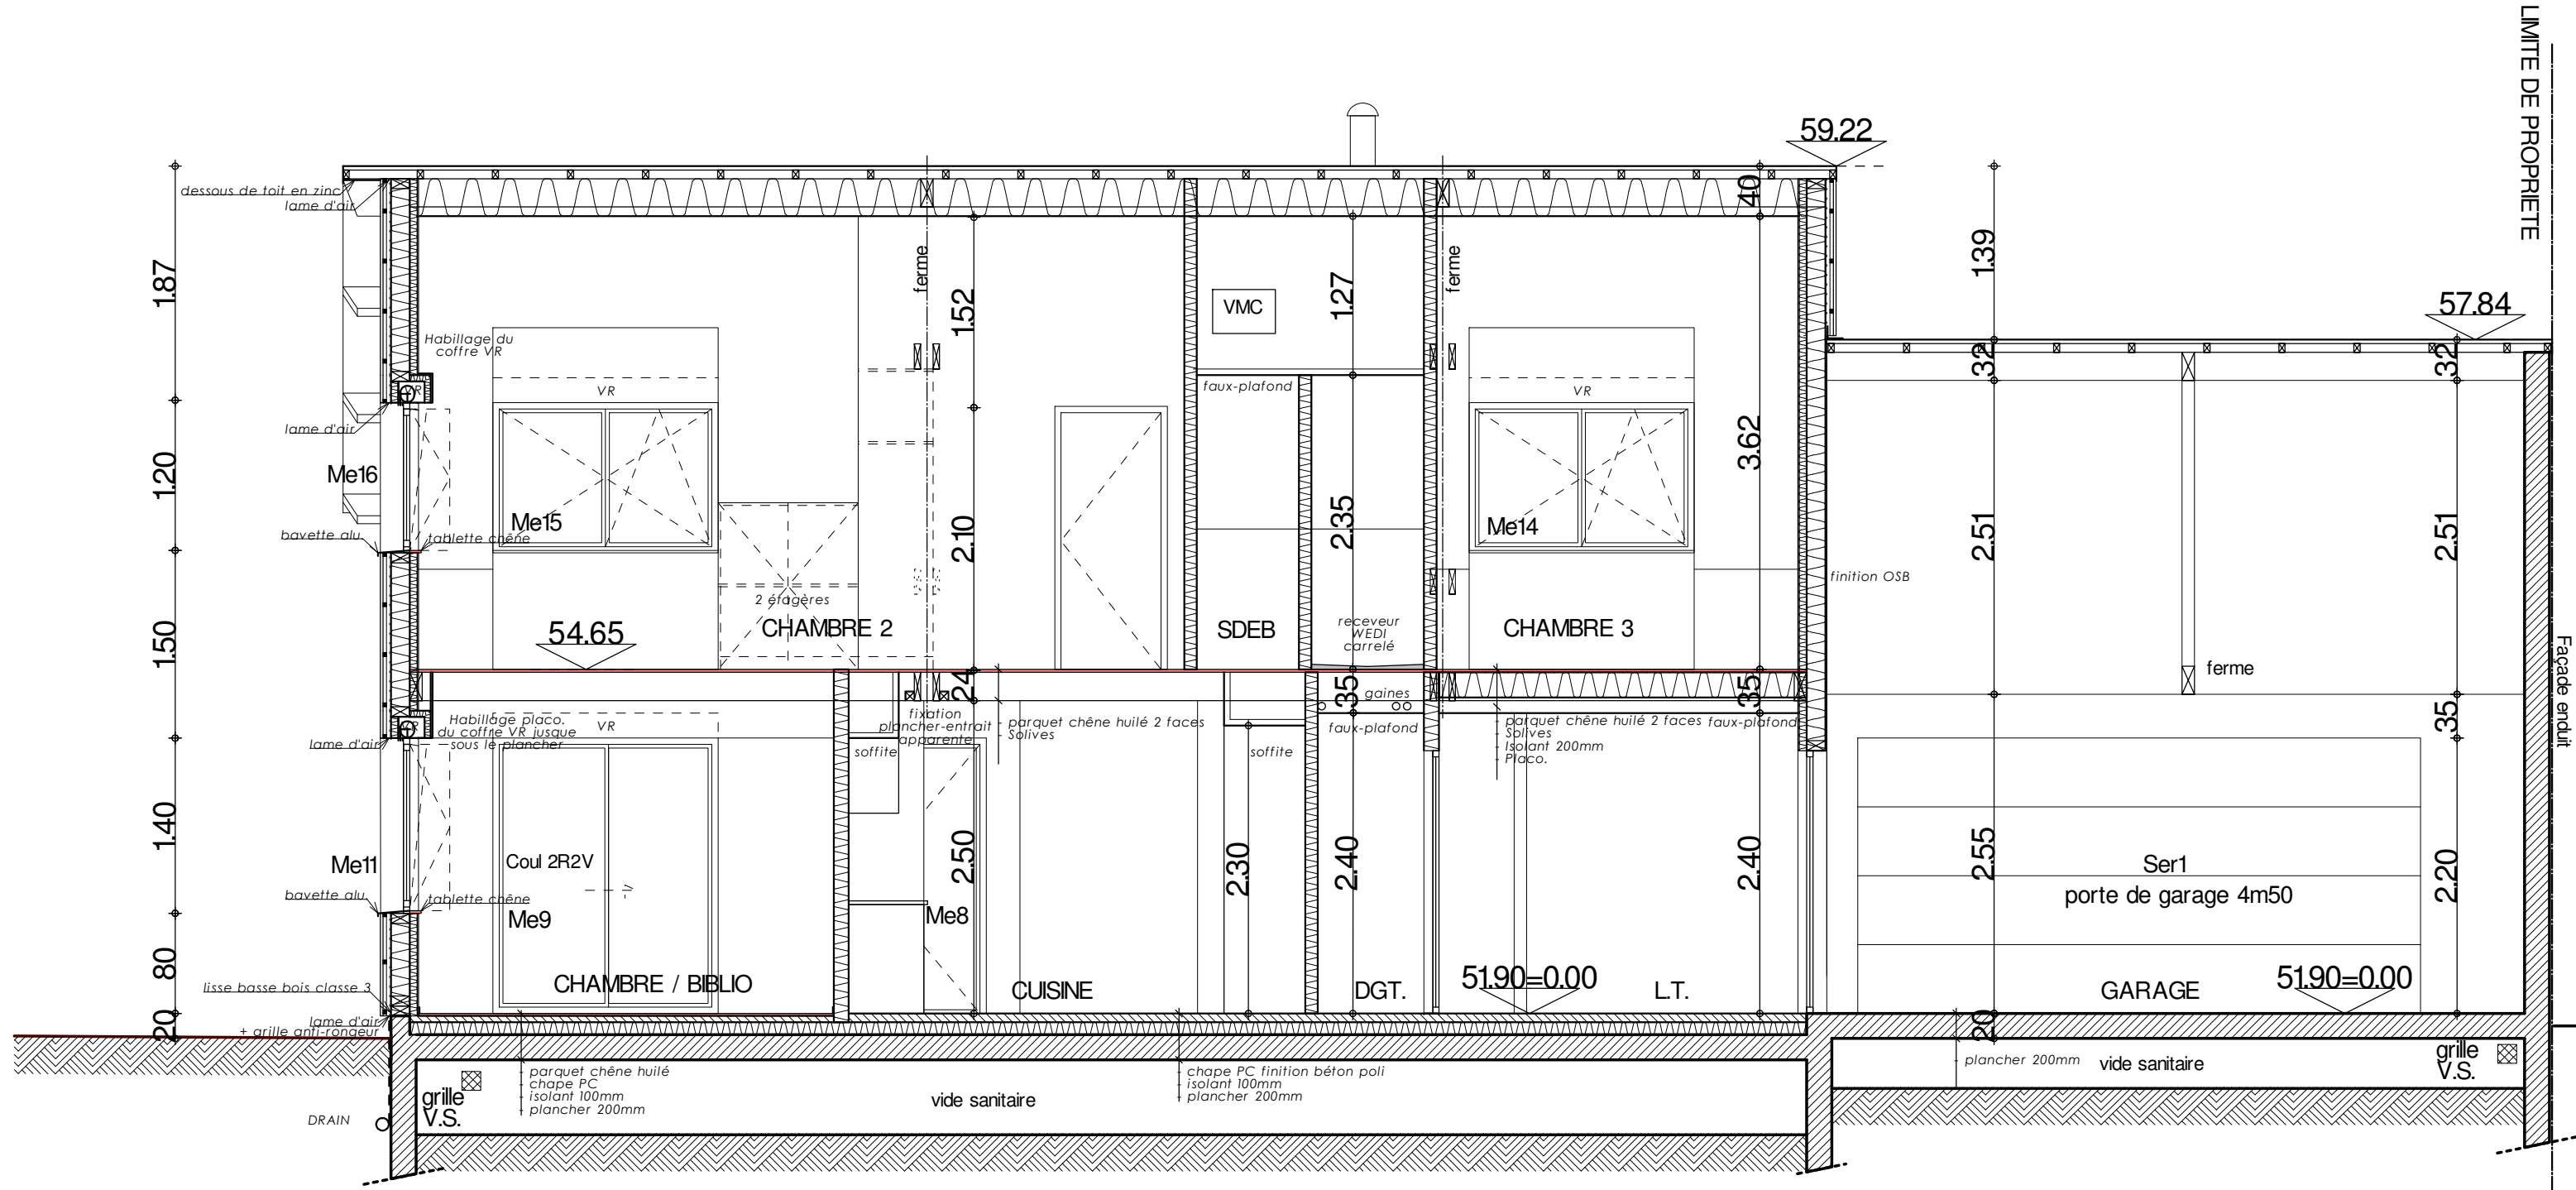 LIMITE DE PROPRIETE
59.22
57.84
dessous de toit en zinc
lame d'air
40
1.87
1.39
ferme
ferme
1.52
1.27
VMC
32
32
Habillage du
coffre VR
VR
VR
VR
faux-plafond
lame d'air
Me16
1.20
3.62
Me15
Me14
2.10
2.35
2.51
2.51
bavette alu
tablette chêne
finition OSB
2 étagères
CHAMBRE 2
SDEB
receveur
WEDI
carrelé
CHAMBRE 3
54.65
1.50
ferme
Façade enduit
24
35
35
35
gaines
Habillage placo.
du coffre VR jusque
sous le plancher
VR
VR
fixation
plancher-entrait
apparente
- parquet chêne huilé 2 faces
- Solives
faux-plafond
- parquet chêne huilé 2 faces
- Solives
- Isolant 200mm
- Placo.
faux-plafond
lame d'air
soffite
soffite
1.40
Me11
Coul 2R2V
2.50
2.30
2.40
2.40
2.55
2.20
Ser1
porte de garage 4m50
bavette alu
tablette chêne
Me9
Me8
80
lisse basse bois classe 3
CHAMBRE / BIBLIO
CUISINE
DGT.
51.90=0.00
L.T.
GARAGE
51.90=0.00
20
lame d'air
+ grille anti-rongeur
20
grille
V.S.
- parquet chêne huilé
- chape PC
- isolant 100mm
- plancher 200mm
vide sanitaire
- chape PC finition béton poli
- isolant 100mm
- plancher 200mm
- plancher 200mm
vide sanitaire
grille
V.S.
DRAIN